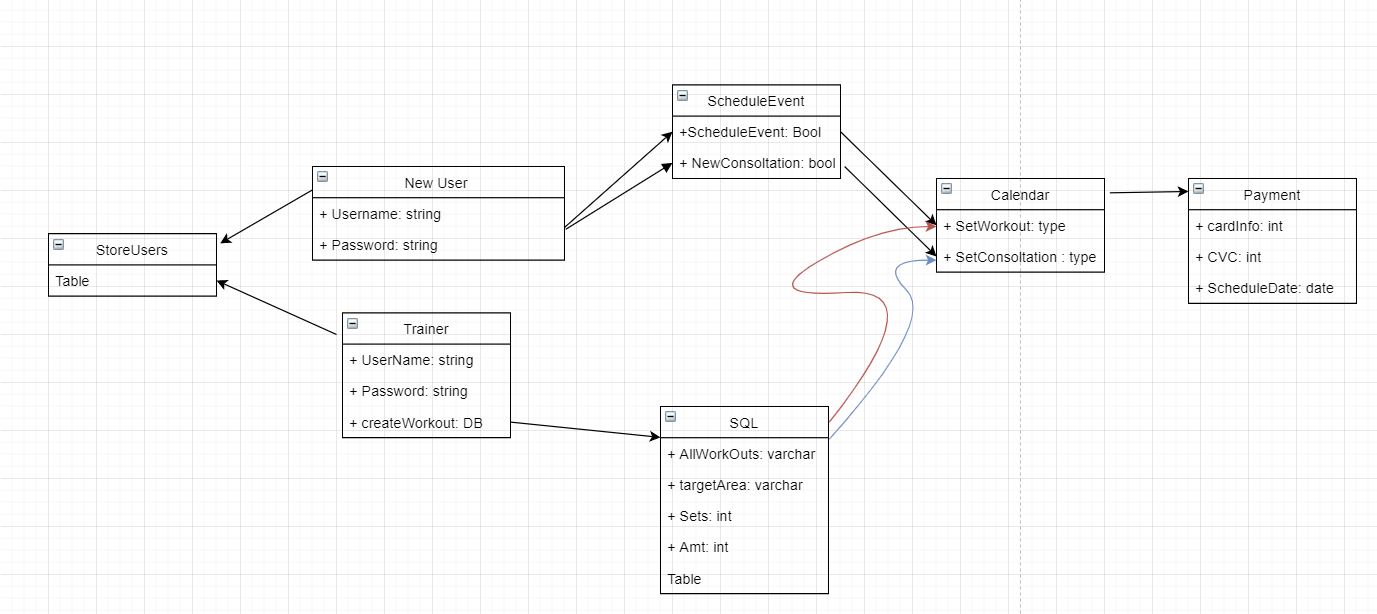 ScheduleEvent
+ScheduleEvent: Bool
+ NewConsoltation: bool
New User
+ Username: string
+ Password: string
Calendar
+ SetWorkout: type
+ SetConsoltation : type
Payment
+ cardInfo: int
+ CVC: int
+ ScheduleDate: date
StoreUsers
Table
Trainer
+ UserName: string
+ Password: string
+ createWorkout: DB
SQL
+ AllWorkOuts: varchar
+ targetArea: varchar
+ Sets: int
+ Amt: int
Table